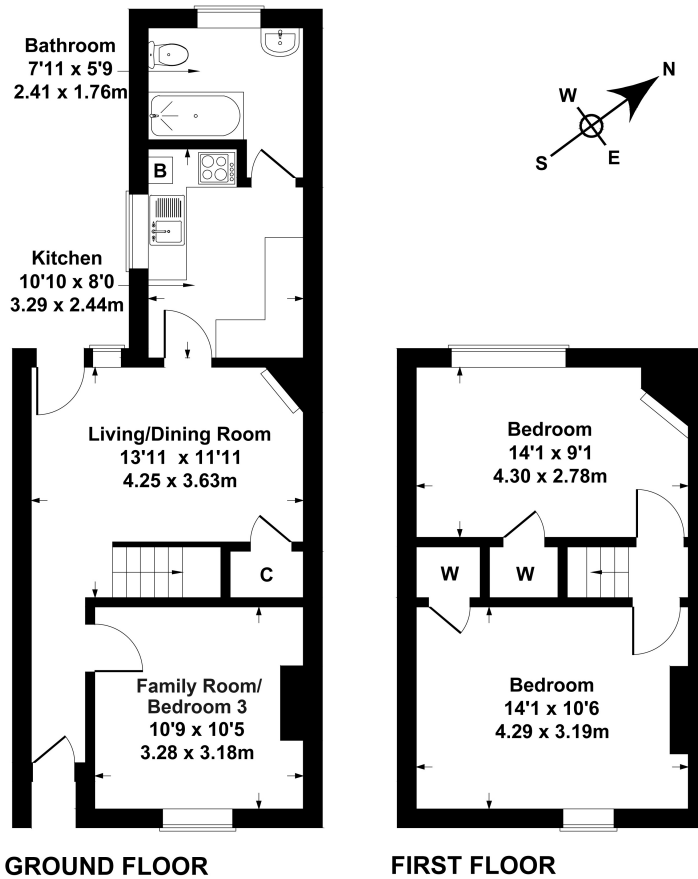 Bathroom
7'11 x 5'9
2.41 x 1.76m
N
W
S
E
B
Kitchen
10'10 x 8'0
3.29 x 2.44m
Living/Dining Room
13'11 x 11'11
4.25 x 3.63m
C
Family Room/
Bedroom 3
10'9 x 10'5
3.28 x 3.18m
GROUND FLOOR
Bedroom
14'1 x 9'1
4.30 x 2.78m
W
W
Bedroom
14'1 x 10'6
4.29 x 3.19m
FIRST FLOOR